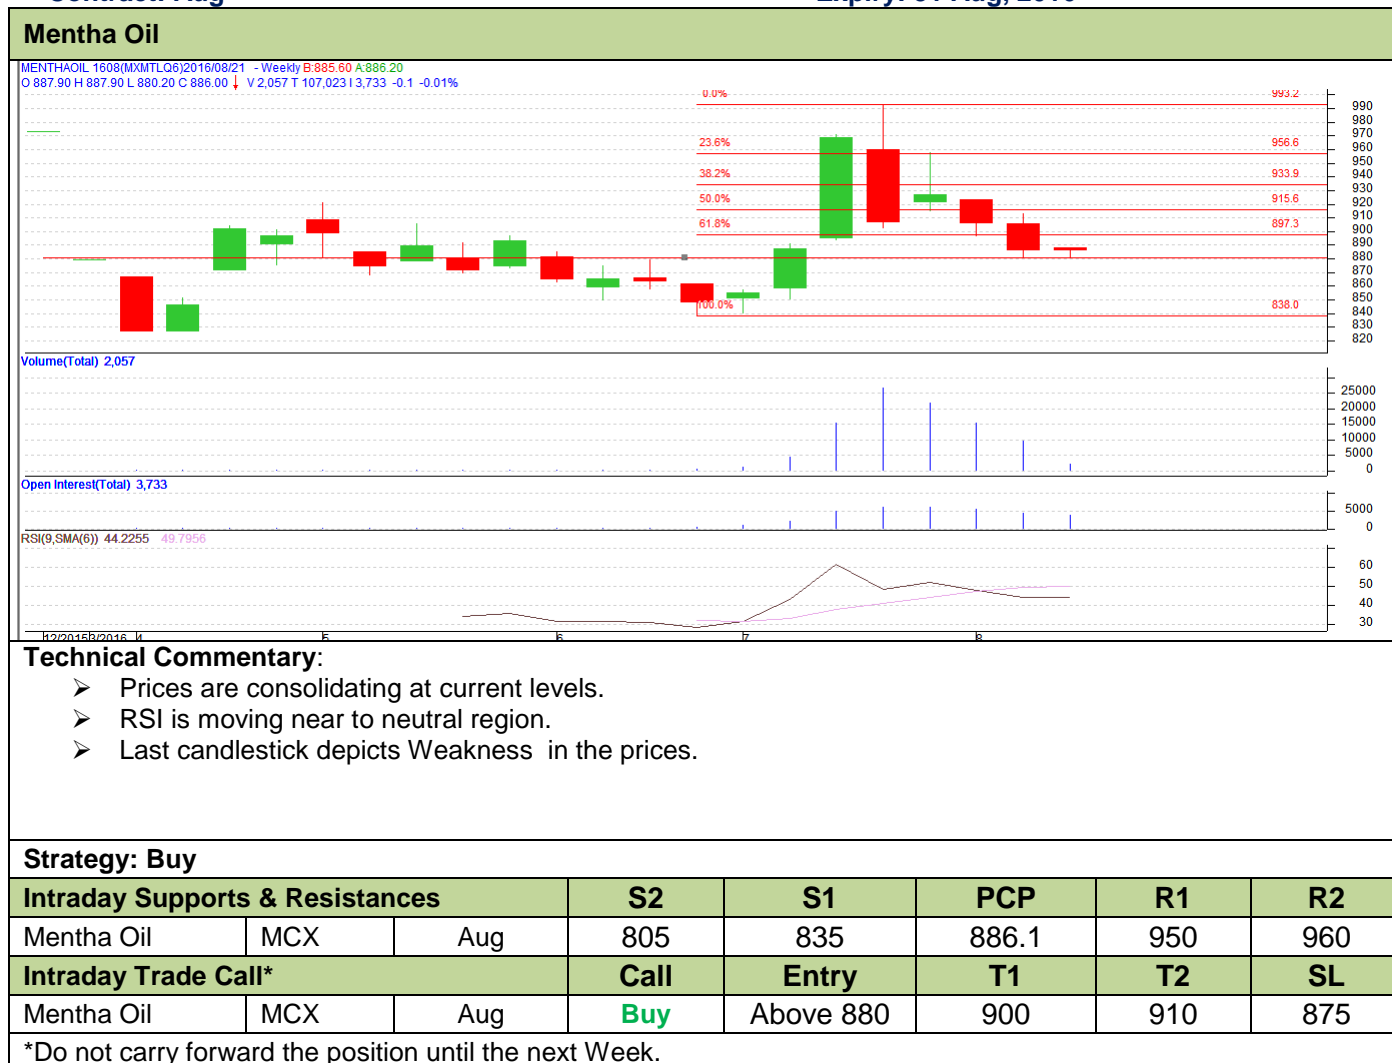 Mentha Oil
MENTHAOIL 1608(MXMTLQ6)2016/08/21 - Weekly B:885.60 A:886.20
O 887.90 H 887.90 L 880.20 C 886.00 ↓ V 2,057 T 107,023 I 3,733 -0.1 -0.01%
0.0% 993.2
23.6% 956.6
38.2% 933.9
50.0% 915.6
61.8% 897.3
100.0% 838.0
990
980
970
960
950
940
930
920
910
900
890
880
870
860
850
840
830
820
Volume(Total) 2,057
25000
20000
15000
10000
5000
0
Open Interest(Total) 3,733
5000
0
RSI(9,SMA(6)) 44.2255 49.7956
60
50
40
30
12/2015 3/2016 4 5 6 7 8
Technical Commentary:
➢ Prices are consolidating at current levels.
➢ RSI is moving near to neutral region.
➢ Last candlestick depicts Weakness in the prices.
Strategy: Buy
Intraday Supports & Resistances S2 S1 PCP R1 R2
Mentha Oil MCX Aug 805 835 886.1 950 960
Intraday Trade Call* Call Entry T1 T2 SL
Mentha Oil MCX Aug Buy Above 880 900 910 875
*Do not carry forward the position until the next Week.